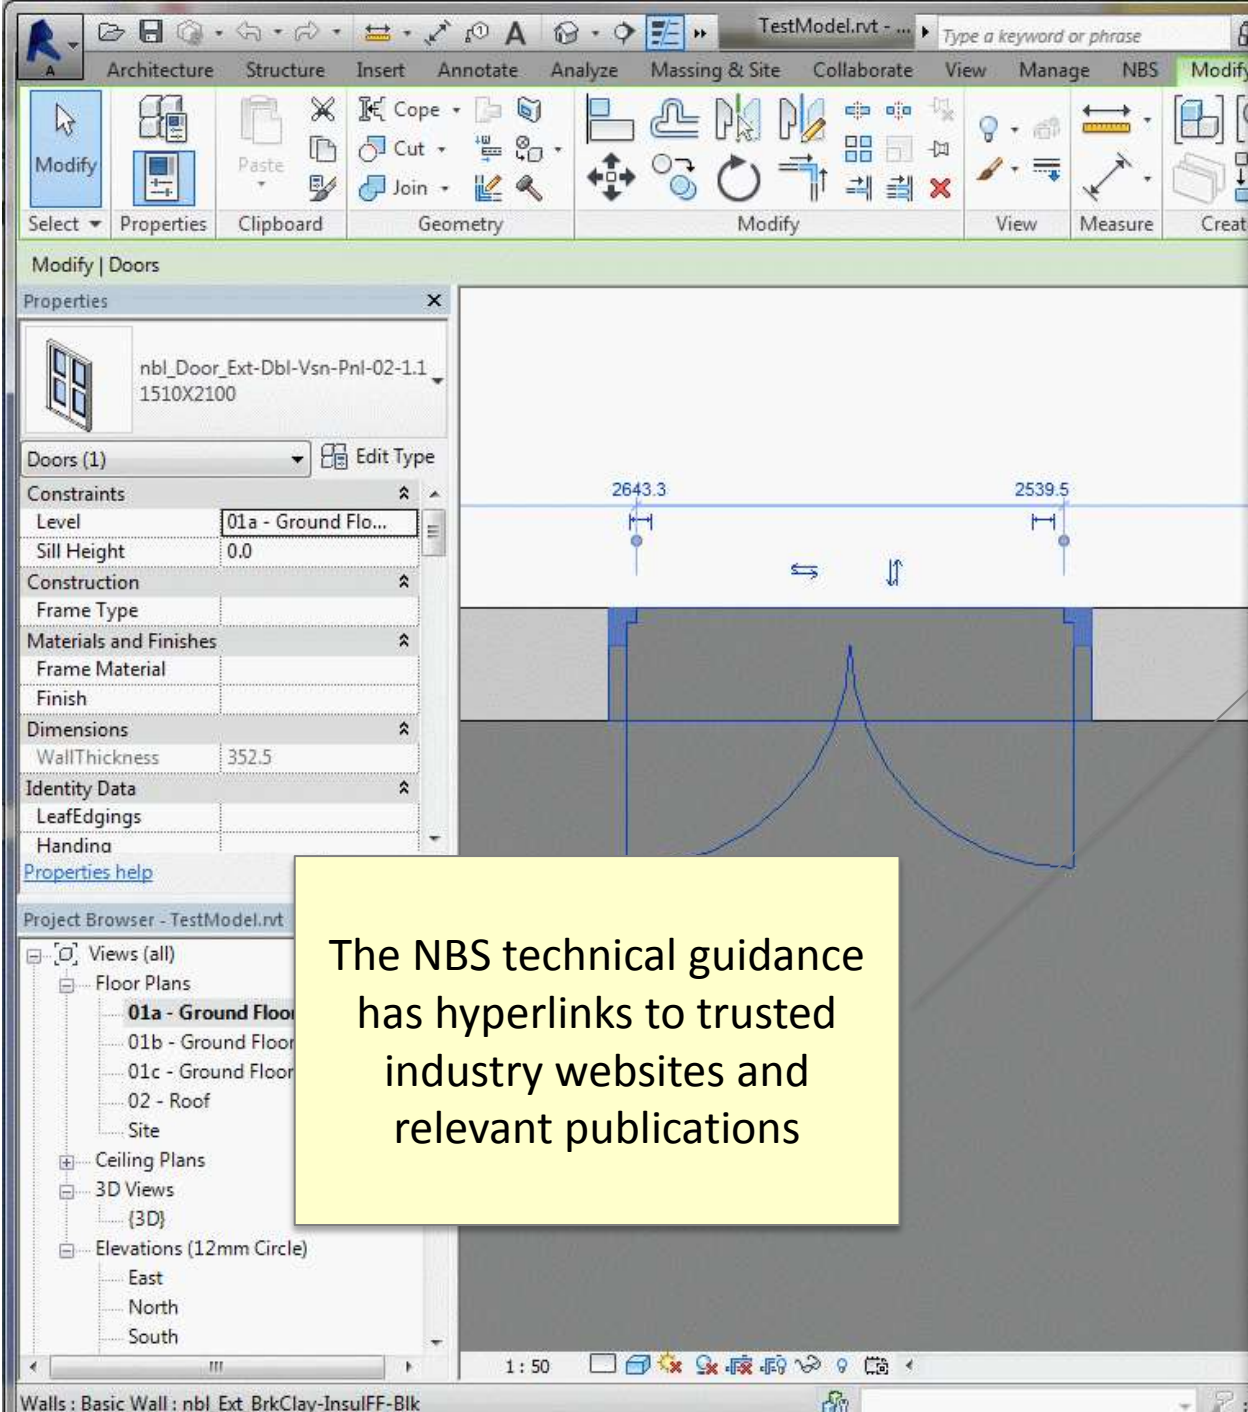 TestModel.rvt - ...
Type a keyword or phrase
A
Architecture Structure Insert Annotate Analyze Massing & Site Collaborate View Manage NBS Modify
Modify
Paste
Cope
Cut
Join
Select Properties Clipboard Geometry Modify View Measure Creat
Modify | Doors
Properties
nbl_Door_Ext-Dbl-Vsn-Pnl-02-1.1
1510X2100
Doors (1) Edit Type
Constraints
Level 01a - Ground Flo...
Sill Height 0.0
Construction
Frame Type
Materials and Finishes
Frame Material
Finish
Dimensions
WallThickness 352.5
Identity Data
LeafEdgings
Handing
Properties help
2643.3
2539.5
Project Browser - TestModel.rvt
Views (all)
Floor Plans
01a - Ground Floor
01b - Ground Floor
01c - Ground Floor
02 - Roof
Site
Ceiling Plans
3D Views
{3D}
Elevations (12mm Circle)
East
North
South
The NBS technical guidance
has hyperlinks to trusted
industry websites and
relevant publications
1 : 50
Walls : Basic Wall : nbl_Ext_BrkClay-InsulFF-Blk